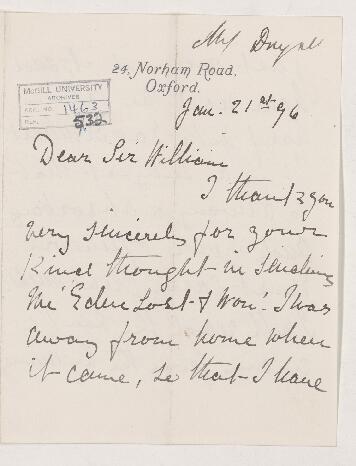 24, Norham Road,
Oxford.
McGILL UNIVERSITY
ARCHIVES
ACC. NO. 1463
REF. 532
Jan. 21st 96
Dear Sir William
I thank you
very sincerely for your
kind thought in sending
me 'Eden Lost & Won'. I was
away from home when
it came, so that I have